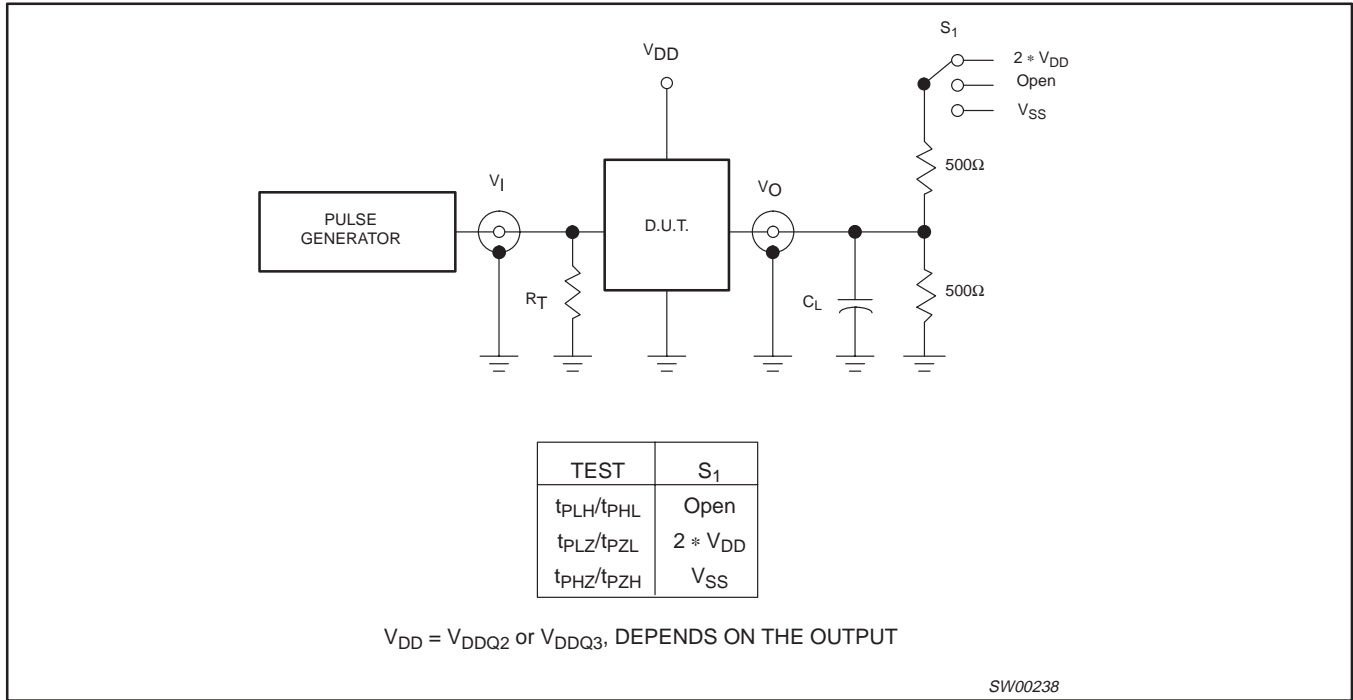 S1
VDD
2 * VDD
Open
VSS
500Ω
VI
VO
PULSE
GENERATOR
D.U.T.
RT
CL
500Ω
TEST S1
tPLH/tPHL Open
tPLZ/tPZL 2 * VDD
tPHZ/tPZH VSS
VDD = VDDQ2 or VDDQ3, DEPENDS ON THE OUTPUT
SW00238